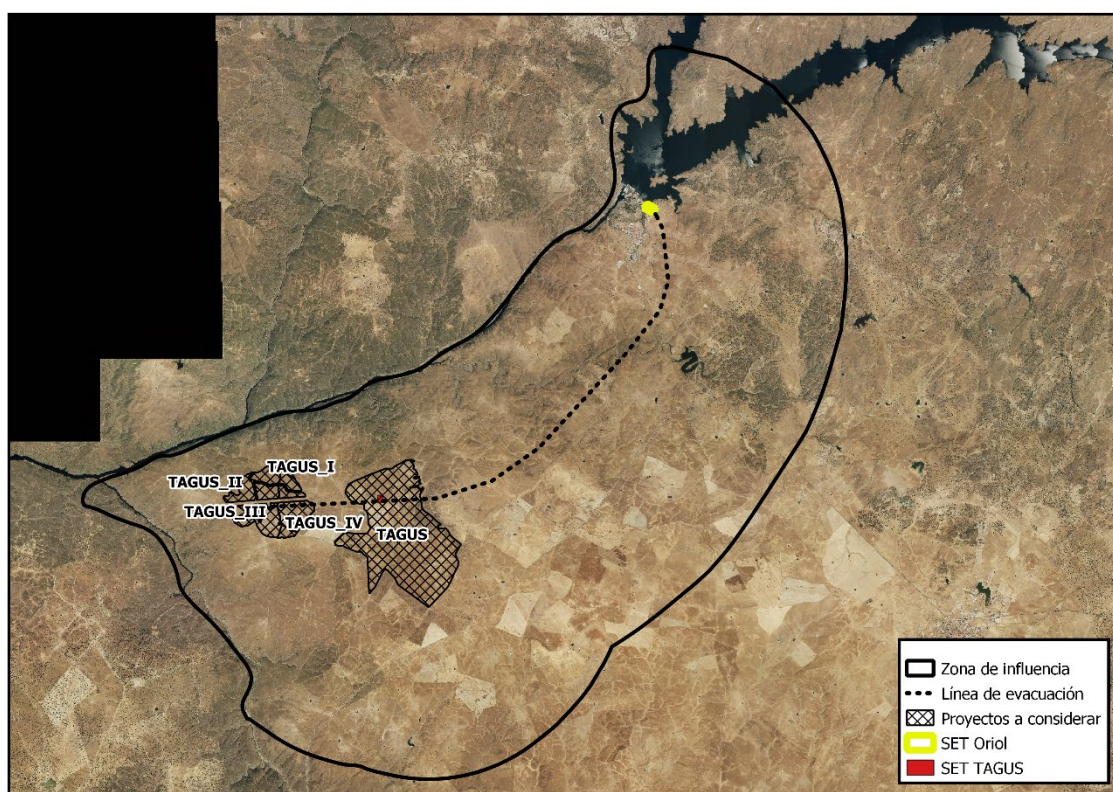 TAGUS_I
TAGUS_II
TAGUS_III
TAGUS_IV
TAGUS
Zona de influencia
Línea de evacuación
Proyectos a considerar
SET Oriol
SET TAGUS